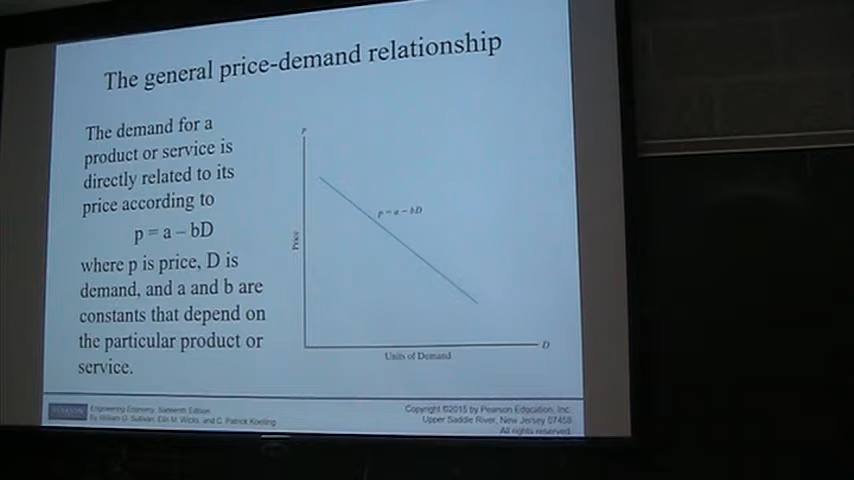 The general price-demand relationship
The demand for a
product or service is
directly related to its
price according to
p = a – bD
where p is price, D is
demand, and a and b are
constants that depend on
the particular product or
service.
P
p = a – bD
Price
D
Units of Demand
PEARSON
Engineering Economy, Sixteenth Edition
By William G. Sullivan, Elin M. Wicks, and C. Patrick Koelling
Copyright ©2015 by Pearson Education, Inc.
Upper Saddle River, New Jersey 07458
All rights reserved.